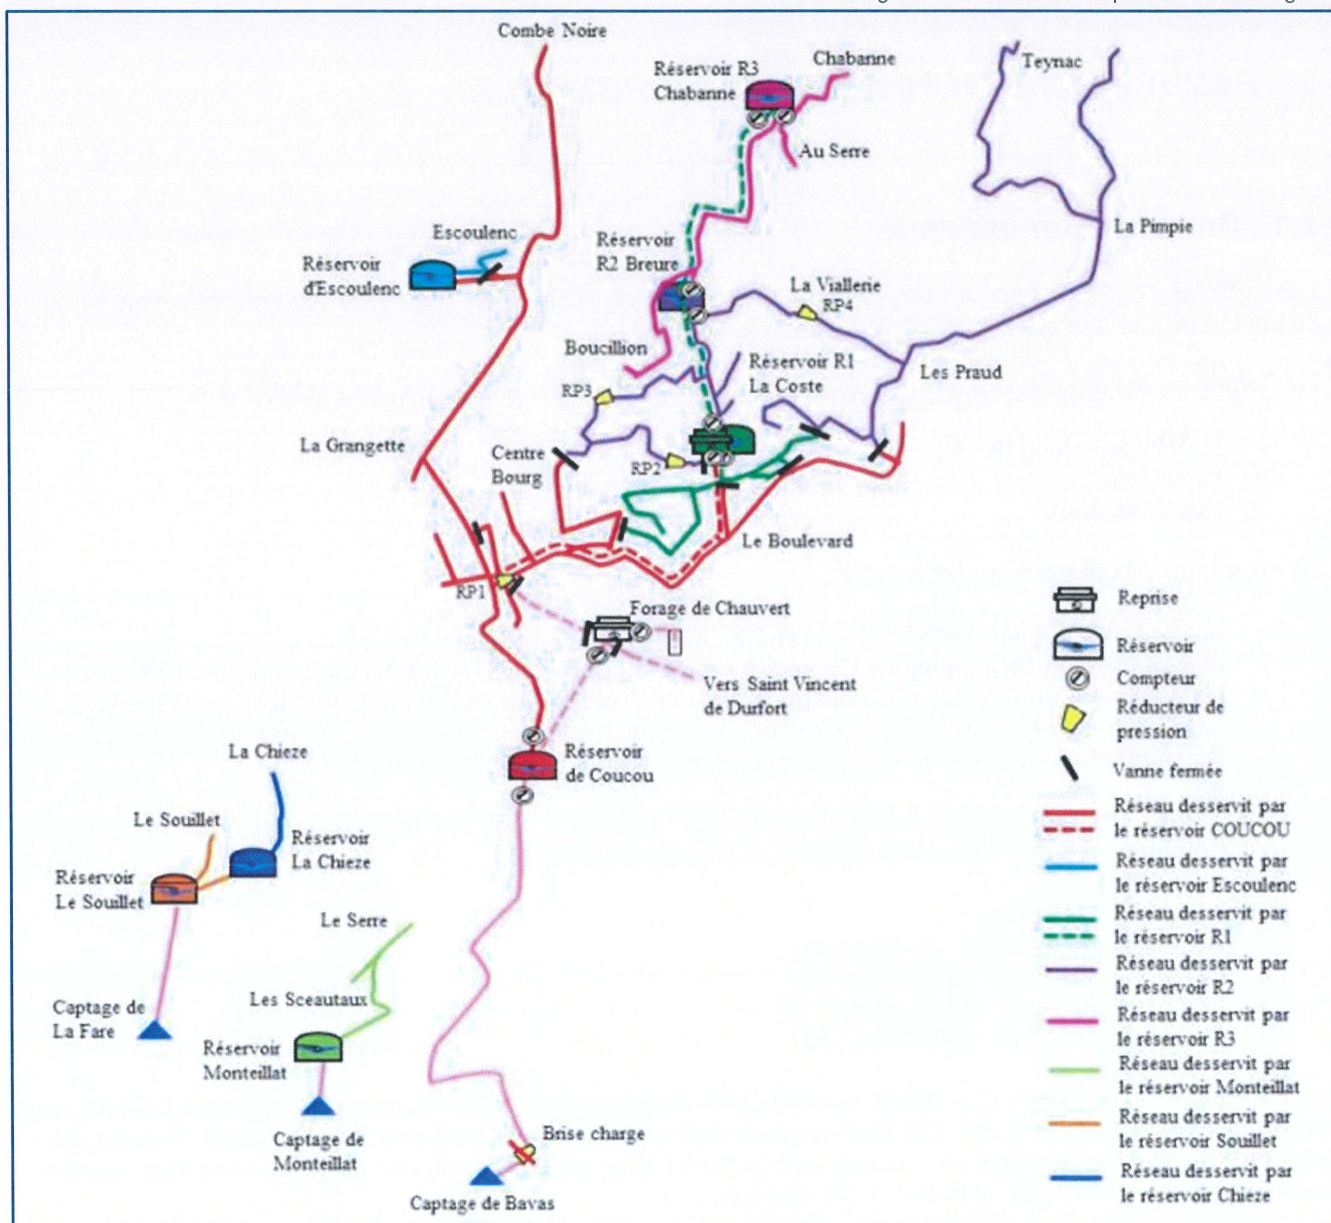 Combe Noire
Réservoir R3
Chabanne
Chabanne
Teynac
Au Serre
La Pimpie
Escoulenc
Réservoir
d'Escoulenc
Réservoir
R2 Breure
La Viallerie
RP4
Boucillion
Réservoir R1
La Coste
Les Praud
RP3
La Grangette
Centre
Bourg
RP2
Le Boulevard
RP1
Forage de Chauvert
Vers Saint Vincent
de Durfort
Réservoir
de Coucou
La Chieze
Le Souillet
Réservoir
La Chieze
Réservoir
Le Souillet
Le Serre
Captage de
La Fare
Les Sceautaux
Réservoir
Monteillat
Captage de
Monteillat
Brise charge
Captage de Bavas
Reprise
Réservoir
Compteur
Réducteur de
pression
Vanne fermée
Réseau desservit par
le réservoir COUCOU
Réseau desservit par
le réservoir Escoulenc
Réseau desservit par
le réservoir R1
Réseau desservit par
le réservoir R2
Réseau desservit par
le réservoir R3
Réseau desservit par
le réservoir Monteillat
Réseau desservit par
le réservoir Souillet
Réseau desservit par
le réservoir Chieze